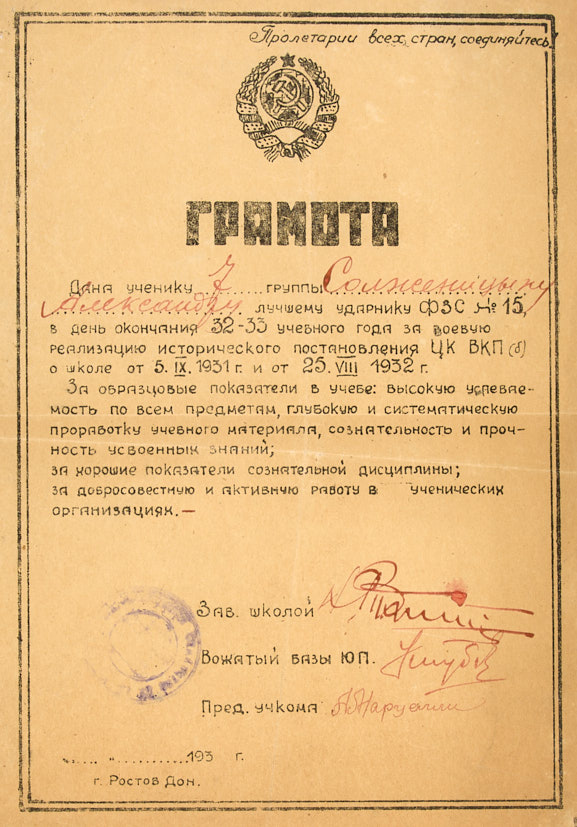 Пролетарии всех стран, соединяйтесь!
ГРАМОТА
Дана ученику 7 группы Солженицыну
Александру лучшему ударнику ФЗС № 15,
в день окончания 32-33 учебного года за боевую
реализацию исторического постановления ЦК ВКП(б)
о школе от 5.IX.1931 г. и от 25.VIII 1932 г.
За образцовые показатели в учебе: высокую успевае-
мость по всем предметам, глубокую и систематическую
проработку учебного материала, сознательность и проч-
ность усвоенных знаний;
за хорошие показатели сознательной дисциплины;
за добросовестную и активную работу в ученических
организациях.—
Зав. школой
Вожатый базы ЮП.
Пред. учкома
„..... “..........193 г.
г. Ростов Дон.